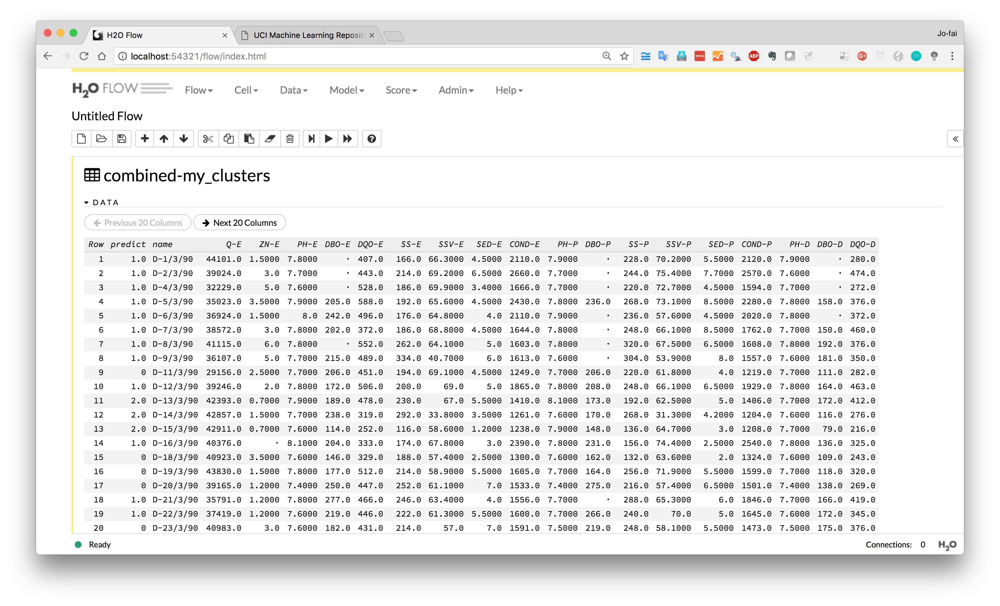 H2O Flow
UCI Machine Learning Reposit
Jo-fai
localhost:54321/flow/index.html
ABP
H2O FLOW Flow Cell Data Model Score Admin Help
Untitled Flow
combined-my_clusters
DATA
Previous 20 Columns Next 20 Columns
Row predict name Q-E ZN-E PH-E DBO-E DQO-E SS-E SSV-E SED-E COND-E PH-P DBO-P SS-P SSV-P SED-P COND-P PH-D DBO-D DQO-D
1 1.0 D-1/3/90 44101.0 1.5000 7.8000 · 407.0 166.0 66.3000 4.5000 2110.0 7.9000 · 228.0 70.2000 5.5000 2120.0 7.9000 · 280.0
2 1.0 D-2/3/90 39024.0 3.0 7.7000 · 443.0 214.0 69.2000 6.5000 2660.0 7.7000 · 244.0 75.4000 7.7000 2570.0 7.6000 · 474.0
3 1.0 D-4/3/90 32229.0 5.0 7.6000 · 528.0 186.0 69.9000 3.4000 1666.0 7.7000 · 220.0 72.7000 4.5000 1594.0 7.7000 · 272.0
4 1.0 D-5/3/90 35023.0 3.5000 7.9000 205.0 588.0 192.0 65.6000 4.5000 2430.0 7.8000 236.0 268.0 73.1000 8.5000 2280.0 7.8000 158.0 376.0
5 1.0 D-6/3/90 36924.0 1.5000 8.0 242.0 496.0 176.0 64.8000 4.0 2110.0 7.9000 · 236.0 57.6000 4.5000 2020.0 7.8000 · 372.0
6 1.0 D-7/3/90 38572.0 3.0 7.8000 202.0 372.0 186.0 68.8000 4.5000 1644.0 7.8000 · 248.0 66.1000 8.5000 1762.0 7.7000 150.0 460.0
7 1.0 D-8/3/90 41115.0 6.0 7.8000 · 552.0 262.0 64.1000 5.0 1603.0 7.8000 · 320.0 67.5000 6.5000 1608.0 7.8000 192.0 376.0
8 1.0 D-9/3/90 36107.0 5.0 7.7000 215.0 489.0 334.0 40.7000 6.0 1613.0 7.6000 · 304.0 53.9000 8.0 1557.0 7.6000 181.0 350.0
9 0 D-11/3/90 29156.0 2.5000 7.7000 206.0 451.0 194.0 69.1000 4.5000 1249.0 7.7000 206.0 220.0 61.8000 4.0 1219.0 7.7000 111.0 282.0
10 1.0 D-12/3/90 39246.0 2.0 7.8000 172.0 506.0 200.0 69.0 5.0 1865.0 7.8000 208.0 248.0 66.1000 6.5000 1929.0 7.8000 164.0 463.0
11 2.0 D-13/3/90 42393.0 0.7000 7.9000 189.0 478.0 230.0 67.0 5.5000 1410.0 8.1000 173.0 192.0 62.5000 5.0 1406.0 7.7000 172.0 412.0
12 2.0 D-14/3/90 42857.0 1.5000 7.7000 238.0 319.0 292.0 33.8000 3.5000 1261.0 7.6000 170.0 268.0 31.3000 4.2000 1204.0 7.6000 116.0 276.0
13 2.0 D-15/3/90 42911.0 0.7000 7.6000 114.0 252.0 116.0 58.6000 1.2000 1238.0 7.9000 148.0 136.0 64.7000 3.0 1208.0 7.7000 79.0 216.0
14 1.0 D-16/3/90 40376.0 · 8.1000 204.0 333.0 174.0 67.8000 3.0 2390.0 7.8000 231.0 156.0 74.4000 2.5000 2540.0 7.8000 136.0 325.0
15 0 D-18/3/90 40923.0 3.5000 7.6000 146.0 329.0 188.0 57.4000 2.5000 1300.0 7.6000 162.0 132.0 63.6000 2.0 1324.0 7.6000 109.0 243.0
16 0 D-19/3/90 43830.0 1.5000 7.8000 177.0 512.0 214.0 58.9000 5.5000 1605.0 7.7000 164.0 256.0 71.9000 5.5000 1599.0 7.7000 118.0 320.0
17 0 D-20/3/90 39165.0 1.2000 7.4000 250.0 447.0 252.0 61.1000 7.0 1533.0 7.4000 275.0 216.0 57.4000 6.5000 1501.0 7.4000 138.0 269.0
18 1.0 D-21/3/90 35791.0 1.2000 7.8000 277.0 466.0 246.0 63.4000 4.0 1556.0 7.7000 · 288.0 65.3000 6.0 1846.0 7.7000 166.0 419.0
19 1.0 D-22/3/90 37419.0 1.2000 7.6000 219.0 446.0 222.0 61.3000 5.5000 1600.0 7.7000 266.0 240.0 70.0 5.0 1645.0 7.6000 172.0 345.0
20 0 D-23/3/90 40983.0 3.0 7.6000 182.0 431.0 214.0 57.0 7.0 1591.0 7.5000 219.0 248.0 58.1000 5.5000 1473.0 7.5000 175.0 376.0
Ready Connections: 0 H2O